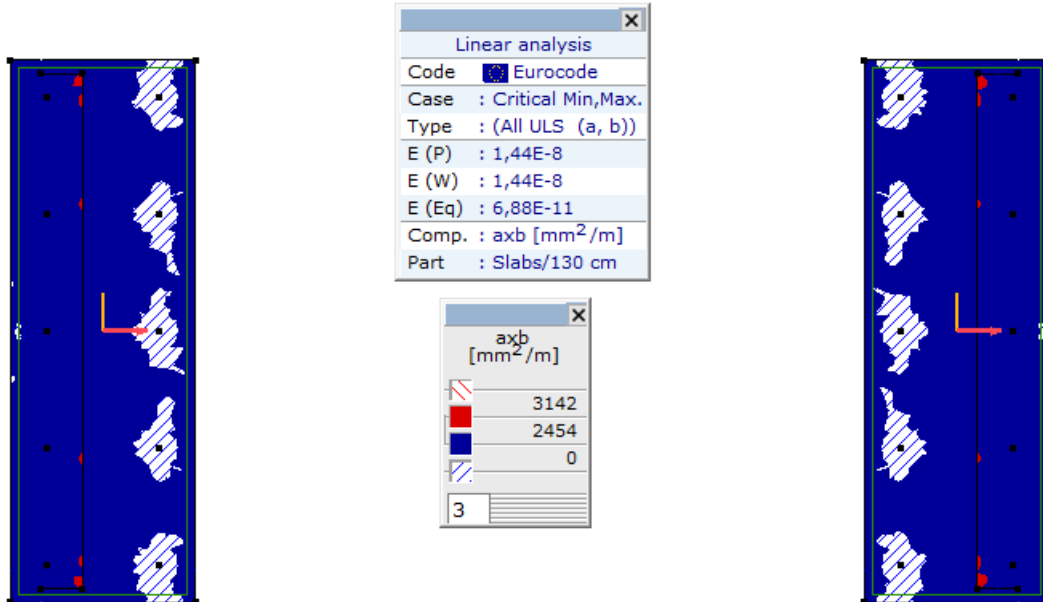 Linear analysis
Code Eurocode
Case : Critical Min,Max.
Type : (All ULS (a, b))
E (P) : 1,44E-8
E (W) : 1,44E-8
E (Eq) : 6,88E-11
Comp. : axb [mm²/m]
Part : Slabs/130 cm
axb
[mm²/m]
3142
2454
0
3